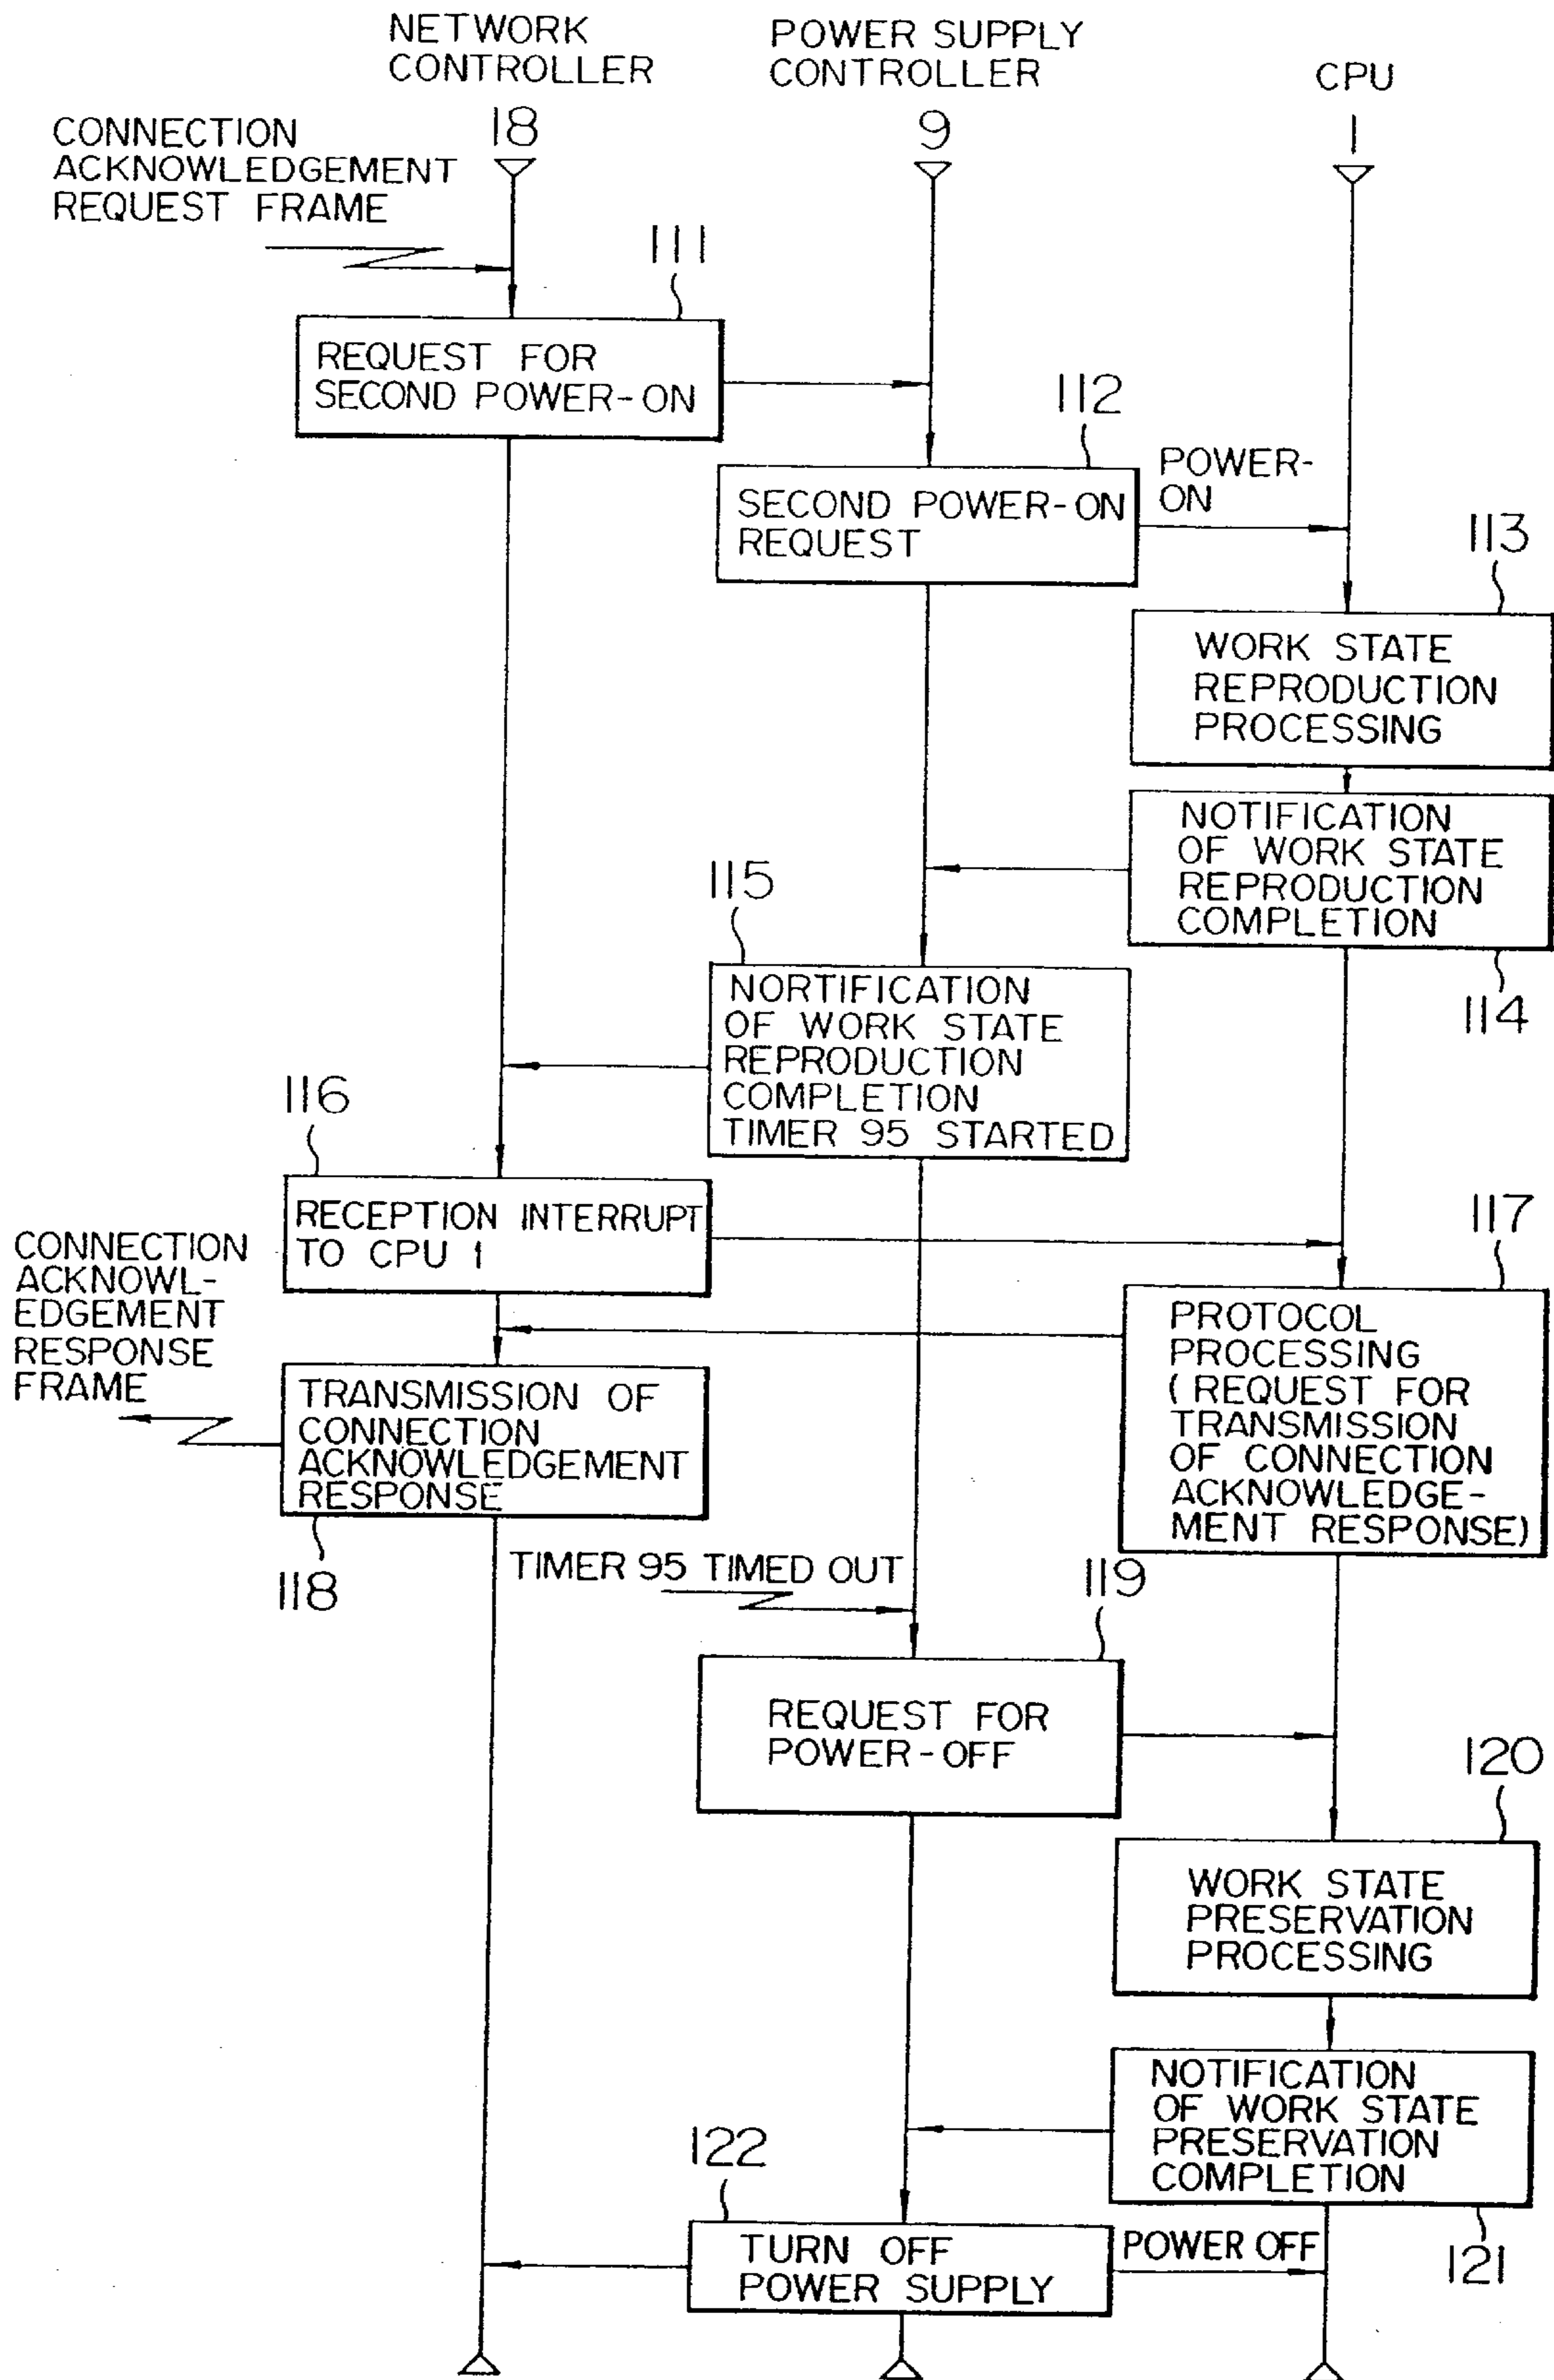 NETWORK
CONTROLLER
18
POWER SUPPLY
CONTROLLER
9
CPU
1
CONNECTION
ACKNOWLEDGEMENT
REQUEST FRAME
111
REQUEST FOR
SECOND POWER-ON
112
SECOND POWER-ON
REQUEST
POWER-
ON
113
WORK STATE
REPRODUCTION
PROCESSING
NOTIFICATION
OF WORK STATE
REPRODUCTION
COMPLETION
114
115
NORTIFICATION
OF WORK STATE
REPRODUCTION
COMPLETION
TIMER 95 STARTED
116
RECEPTION INTERRUPT
TO CPU 1
117
PROTOCOL
PROCESSING
(REQUEST FOR
TRANSMISSION
OF CONNECTION
ACKNOWLEDGE-
MENT RESPONSE)
CONNECTION
ACKNOWL-
EDGEMENT
RESPONSE
FRAME
TRANSMISSION OF
CONNECTION
ACKNOWLEDGEMENT
RESPONSE
118
TIMER 95 TIMED OUT
119
REQUEST FOR
POWER-OFF
120
WORK STATE
PRESERVATION
PROCESSING
NOTIFICATION
OF WORK STATE
PRESERVATION
COMPLETION
121
122
TURN OFF
POWER SUPPLY
POWER OFF